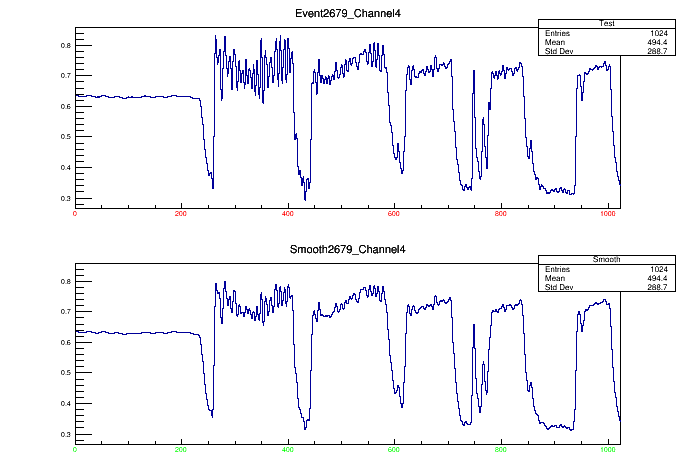 Event2679_Channel4
Test
Entries 1024
Mean 494.4
Std Dev 288.7
0.8
0.7
0.6
0.5
0.4
0.3
0 200 400 600 800 1000
Smooth2679_Channel4
Smooth
Entries 1024
Mean 494.4
Std Dev 288.7
0.8
0.7
0.6
0.5
0.4
0.3
0 200 400 600 800 1000